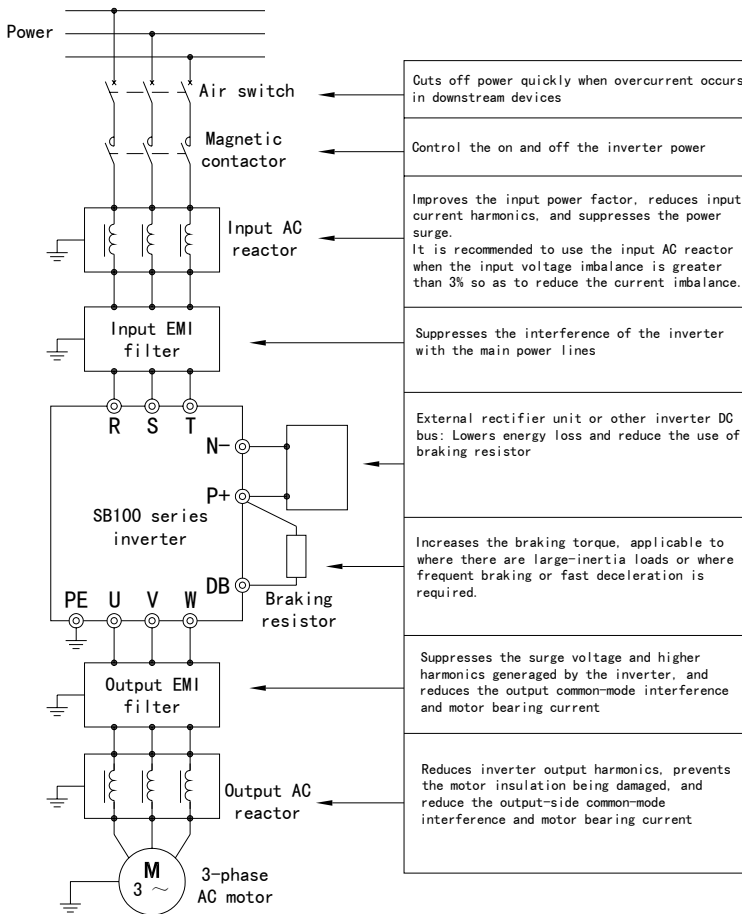 Power
Air switch
Cuts off power quickly when overcurrent occurs
in downstream devices
Magnetic
contactor
Control the on and off the inverter power
Input AC
reactor
Improves the input power factor, reduces input
current harmonics, and suppresses the power
surge.
It is recommended to use the input AC reactor
when the input voltage imbalance is greater
than 3% so as to reduce the current imbalance.
Input EMI
filter
Suppresses the interference of the inverter
with the main power lines
R S T
N-
P+
SB100 series
inverter
DB
PE U V W
External rectifier unit or other inverter DC
bus: Lowers energy loss and reduce the use of
braking resistor
Braking
resistor
Increases the braking torque, applicable to
where there are large-inertia loads or where
frequent braking or fast deceleration is
required.
Output EMI
filter
Suppresses the surge voltage and higher
harmonics generaged by the inverter, and
reduces the output common-mode interference
and motor bearing current
Output AC
reactor
Reduces inverter output harmonics, prevents
the motor insulation being damaged, and
reduce the output-side common-mode
interference and motor bearing current
M
3 ~
3-phase
AC motor